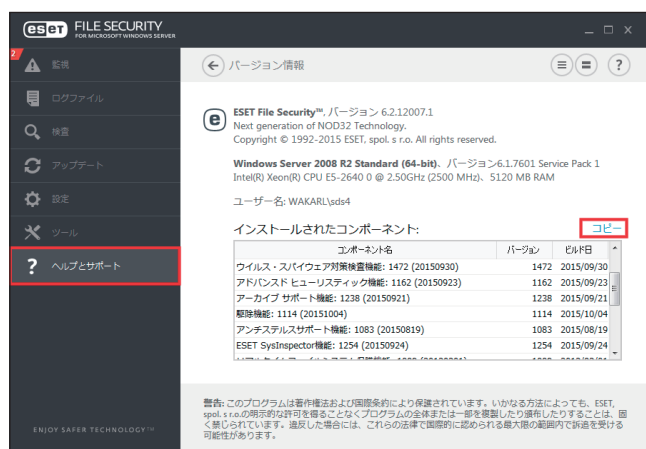 eset FILE SECURITY
FOR MICROSOFT WINDOWS SERVER
2
監視
ログファイル
検査
アップデート
設定
ツール
? ヘルプとサポート
ENJOY SAFER TECHNOLOGY™
バージョン情報
?
e
ESET File Security™, バージョン 6.2.12007.1
Next generation of NOD32 Technology.
Copyright © 1992-2015 ESET, spol. s r.o. All rights reserved.
Windows Server 2008 R2 Standard (64-bit)、バージョン6.1.7601 Service Pack 1
Intel(R) Xeon(R) CPU E5-2640 0 @ 2.50GHz (2500 MHz)、5120 MB RAM
ユーザー名: WAKARL\sds4
インストールされたコンポーネント: コピー
コンポーネント名 バージョン ビルド日
ウイルス・スパイウェア対策検査機能: 1472 (20150930) 1472 2015/09/30
アドバンスド ヒューリスティック機能: 1162 (20150923) 1162 2015/09/23
アーカイブ サポート機能: 1238 (20150921) 1238 2015/09/21
駆除機能: 1114 (20151004) 1114 2015/10/04
アンチステルスサポート機能: 1083 (20150819) 1083 2015/08/19
ESET SysInspector機能: 1254 (20150924) 1254 2015/09/24
警告: このプログラムは著作権法および国際条約により保護されています。いかなる方法によっても、ESET,
spol. s r.o.の明示的な許可を得ることなくプログラムの全体または一部を複製したり頒布したりすることは、固
く禁じられています。違反した場合には、これらの法律で国際的に認められる最大限の範囲内で訴追を受ける
可能性があります。